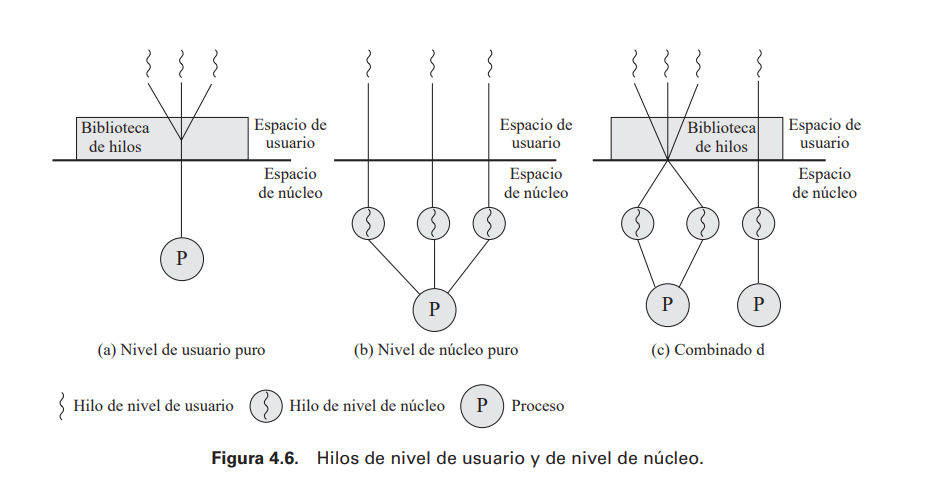 Biblioteca
de hilos
Espacio de
usuario
Espacio
de núcleo
P
(a) Nivel de usuario puro
Espacio de
usuario
Espacio
de núcleo
P
(b) Nivel de núcleo puro
Biblioteca
de hilos
Espacio de
usuario
Espacio
de núcleo
P
P
(c) Combinado d
Hilo de nivel de usuario
Hilo de nivel de núcleo
P
Proceso
Figura 4.6. Hilos de nivel de usuario y de nivel de núcleo.